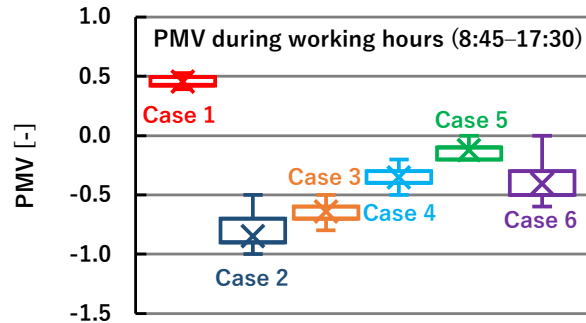 PMV during working hours (8:45–17:30)
PMV [-]
1.0
0.5
0.0
-0.5
-1.0
-1.5
Case 1
Case 2
Case 3
Case 4
Case 5
Case 6